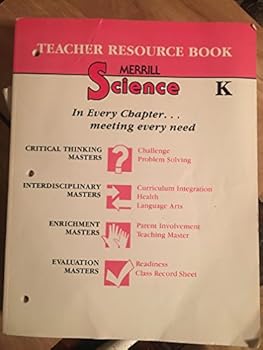 TEACHER RESOURCE BOOK
MERRILL
Science K
In Every Chapter. . .
meeting every need
CRITICAL THINKING
MASTERS
Challenge
Problem Solving
INTERDISCIPLINARY
MASTERS
Curriculum Integration
Health
Language Arts
ENRICHMENT
MASTERS
Parent Involvement
Teaching Master
EVALUATION
MASTERS
Readiness
Class Record Sheet